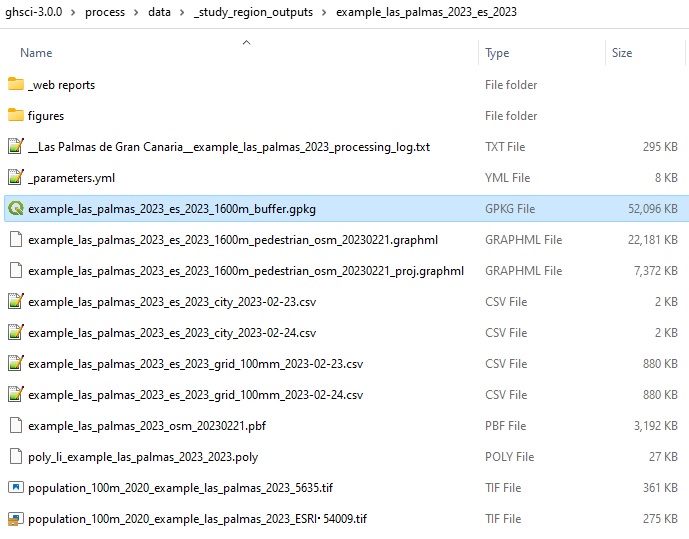 ghsci-3.0.0 > process > data > _study_region_outputs > example_las_palmas_2023_es_2023
Name Type Size
_web reports File folder
figures File folder
__Las Palmas de Gran Canaria__example_las_palmas_2023_processing_log.txt TXT File 295 KB
_parameters.yml YML File 8 KB
example_las_palmas_2023_es_2023_1600m_buffer.gpkg GPKG File 52,096 KB
example_las_palmas_2023_es_2023_1600m_pedestrian_osm_20230221.graphml GRAPHML File 22,181 KB
example_las_palmas_2023_es_2023_1600m_pedestrian_osm_20230221_proj.graphml GRAPHML File 7,372 KB
example_las_palmas_2023_es_2023_city_2023-02-23.csv CSV File 2 KB
example_las_palmas_2023_es_2023_city_2023-02-24.csv CSV File 2 KB
example_las_palmas_2023_es_2023_grid_100mm_2023-02-23.csv CSV File 880 KB
example_las_palmas_2023_es_2023_grid_100mm_2023-02-24.csv CSV File 880 KB
example_las_palmas_2023_osm_20230221.pbf PBF File 3,192 KB
poly_li_example_las_palmas_2023_2023.poly POLY File 27 KB
population_100m_2020_example_las_palmas_2023_5635.tif TIF File 361 KB
population_100m_2020_example_las_palmas_2023_ESRI·54009.tif TIF File 275 KB